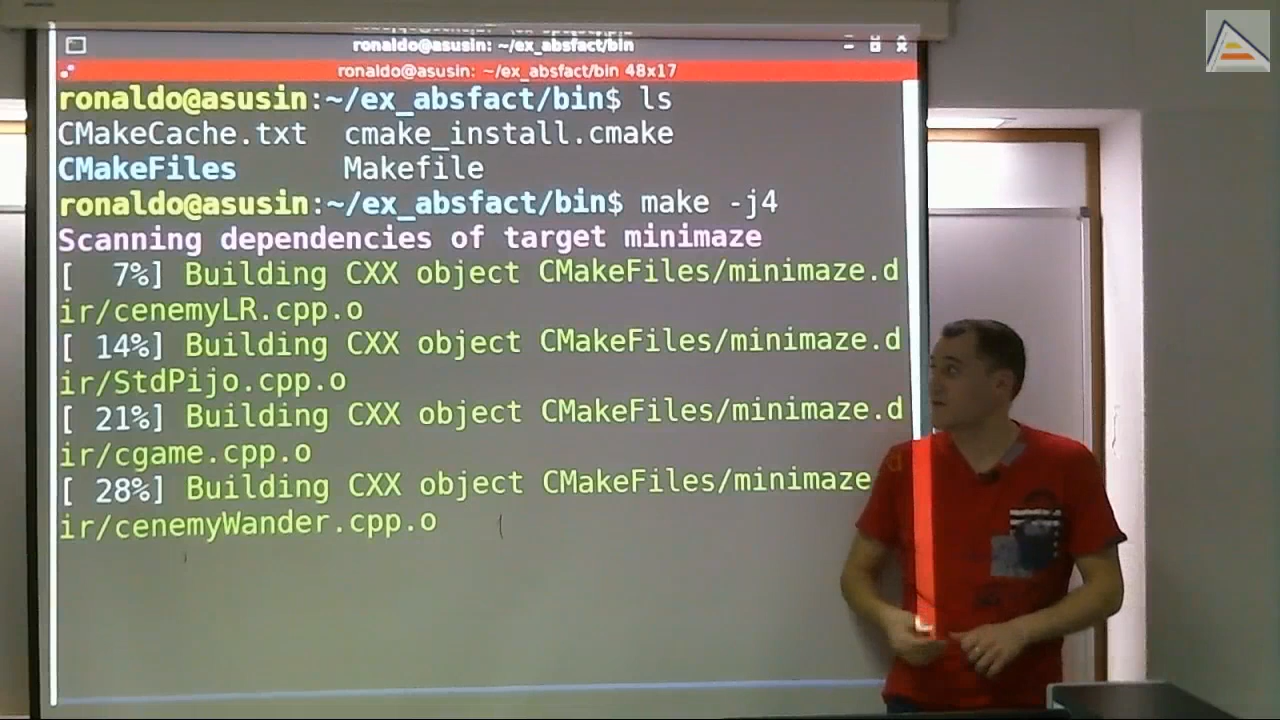 ronaldo@asusin: ~/ex_absfact/bin
ronaldo@asusin: ~/ex_absfact/bin 48x17
ronaldo@asusin:~/ex_absfact/bin$ ls
CMakeCache.txt cmake_install.cmake
CMakeFiles Makefile
ronaldo@asusin:~/ex_absfact/bin$ make -j4
Scanning dependencies of target minimaze
[ 7%] Building CXX object CMakeFiles/minimaze.d
ir/cenemyLR.cpp.o
[ 14%] Building CXX object CMakeFiles/minimaze.d
ir/StdPijo.cpp.o
[ 21%] Building CXX object CMakeFiles/minimaze.d
ir/cgame.cpp.o
[ 28%] Building CXX object CMakeFiles/minimaze.d
ir/cenemyWander.cpp.o